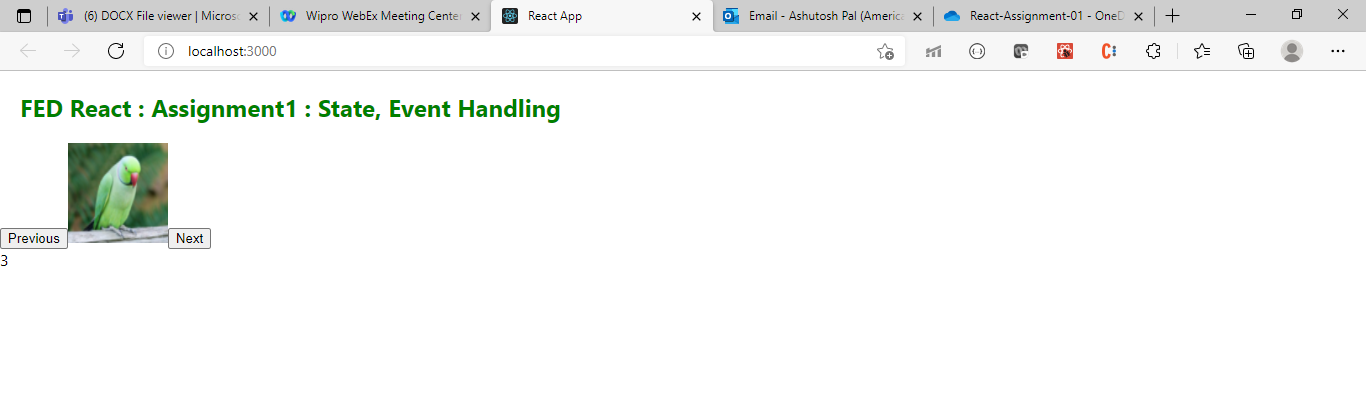 (6) DOCX File viewer | Micros
Wipro WebEx Meeting Center
React App
Email - Ashutosh Pal (America
React-Assignment-01 - OneD
localhost:3000
FED React : Assignment1 : State, Event Handling
Previous
Next
3